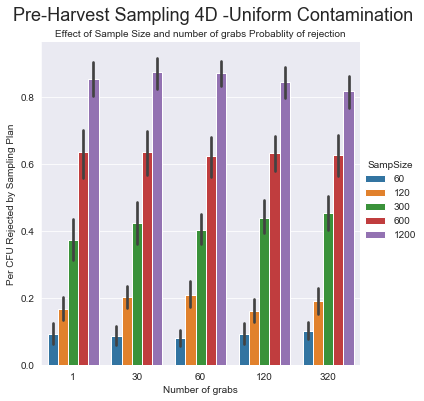 Pre-Harvest Sampling 4D -Uniform Contamination
Effect of Sample Size and number of grabs Probablity of rejection
Per CFU Rejected by Sampling Plan
0.8
0.6
0.4
0.2
0.0
1 30 60 120 320
Number of grabs
SampSize
60
120
300
600
1200